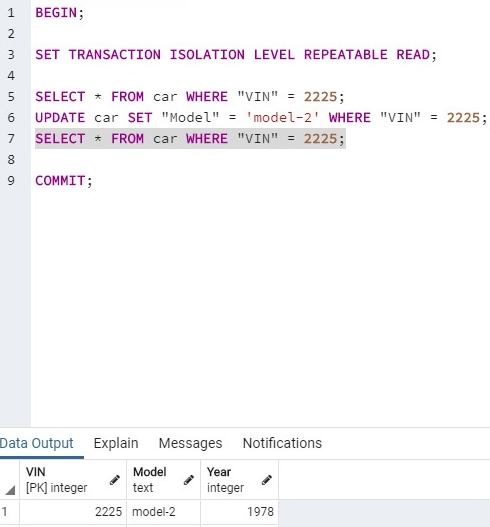 1 BEGIN;
2
3 SET TRANSACTION ISOLATION LEVEL REPEATABLE READ;
4
5 SELECT * FROM car WHERE "VIN" = 2225;
6 UPDATE car SET "Model" = 'model-2' WHERE "VIN" = 2225;
7 SELECT * FROM car WHERE "VIN" = 2225;
8
9 COMMIT;
Data Output Explain Messages Notifications
VIN Model Year
[PK] integer text integer
1 2225 model-2 1978